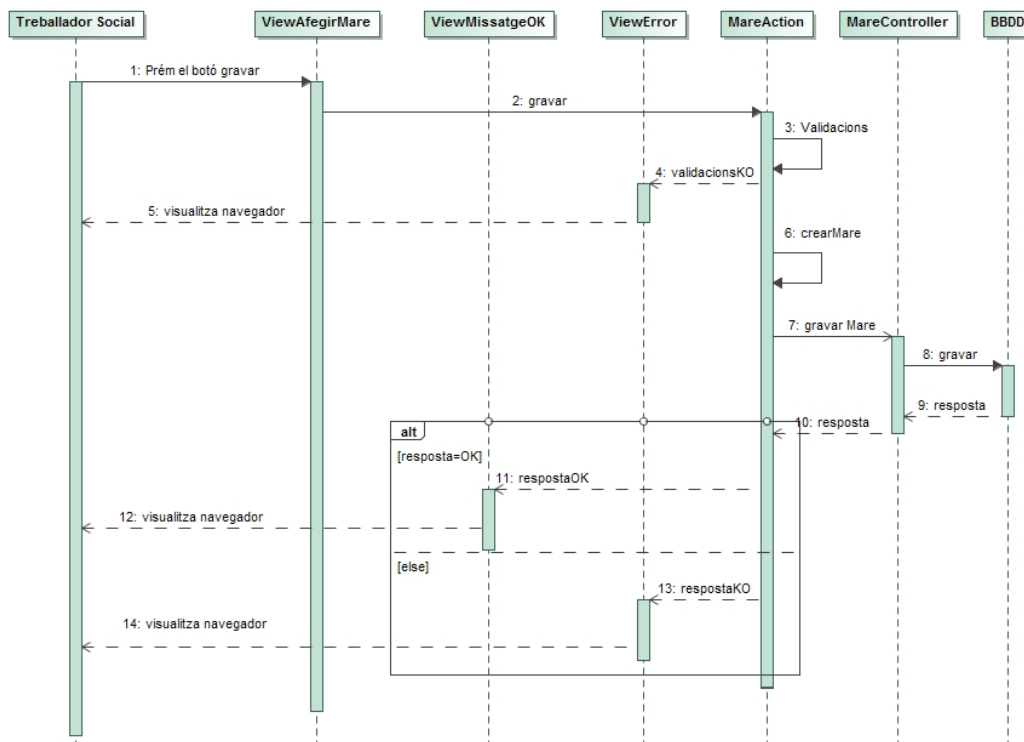 Treballador Social
ViewAfegirMare
ViewMissatgeOK
ViewError
MareAction
MareController
BBDD
1: Prém el botó gravar
2: gravar
3: Validacions
4: validacionsKO
5: visualitza navegador
6: crearMare
7: gravar Mare
8: gravar
9: resposta
10: resposta
alt
[resposta=OK]
11: respostaOK
12: visualitza navegador
[else]
13: respostaKO
14: visualitza navegador